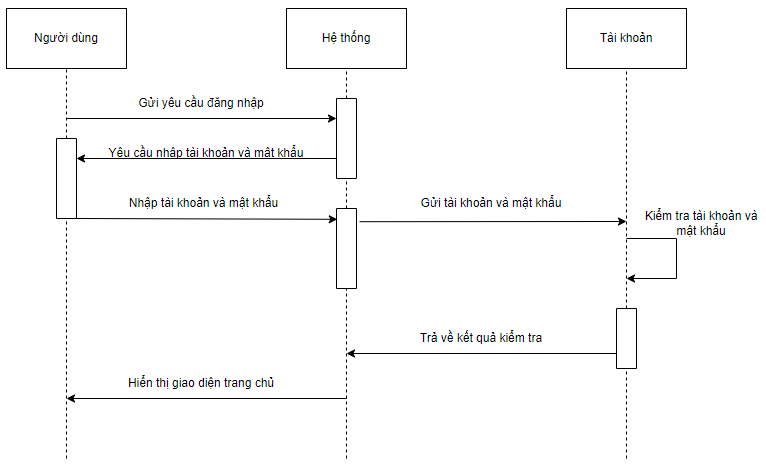 Người dùng
Hệ thống
Tài khoản
Gửi yêu cầu đăng nhập
Yêu cầu nhập tài khoản và mật khẩu
Nhập tài khoản và mật khẩu
Gửi tài khoản và mật khẩu
Kiểm tra tài khoản và
mật khẩu
Trả về kết quả kiểm tra
Hiển thị giao diện trang chủ